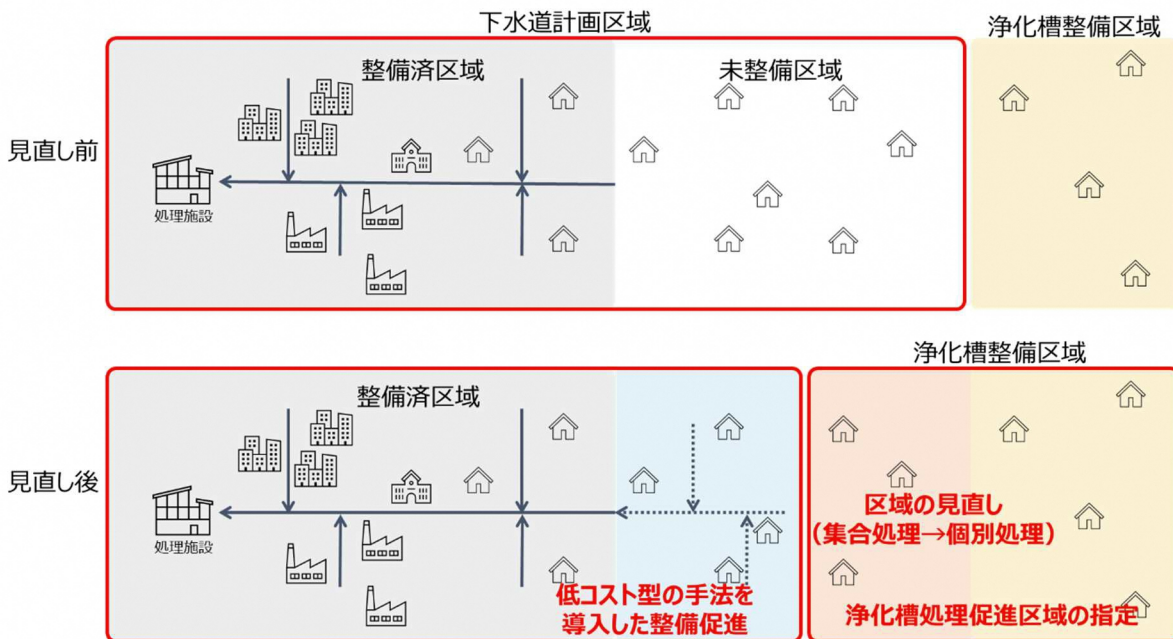 下水道計画区域
浄化槽整備区域
整備済区域
未整備区域
見直し前
処理施設
浄化槽整備区域
整備済区域
見直し後
処理施設
区域の見直し
（集合処理→個別処理）
低コスト型の手法を
導入した整備促進
浄化槽処理促進区域の指定